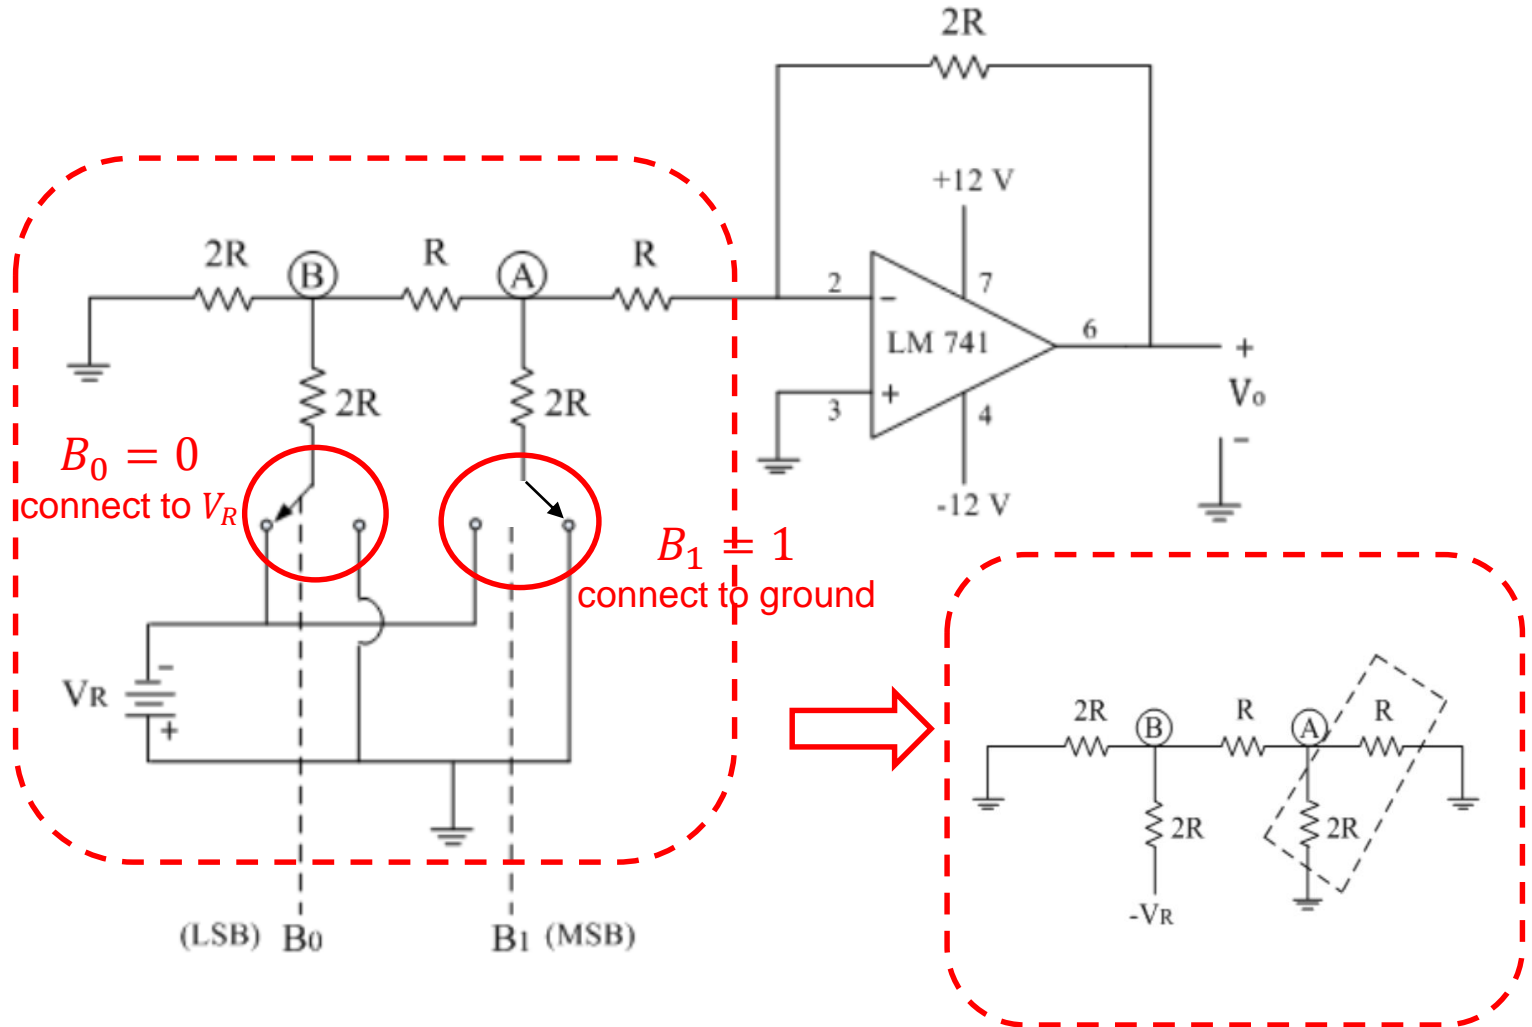 2R
+12 V
2R
B
R
A
R
2
−
7
LM 741
6
+
Vo
−
3
+
4
-12 V
2R
2R
B₀ = 0
connect to V_R
B₁ = 1
connect to ground
VR
−
+
2R
B
R
A
R
2R
2R
-VR
(LSB) B0
B1 (MSB)